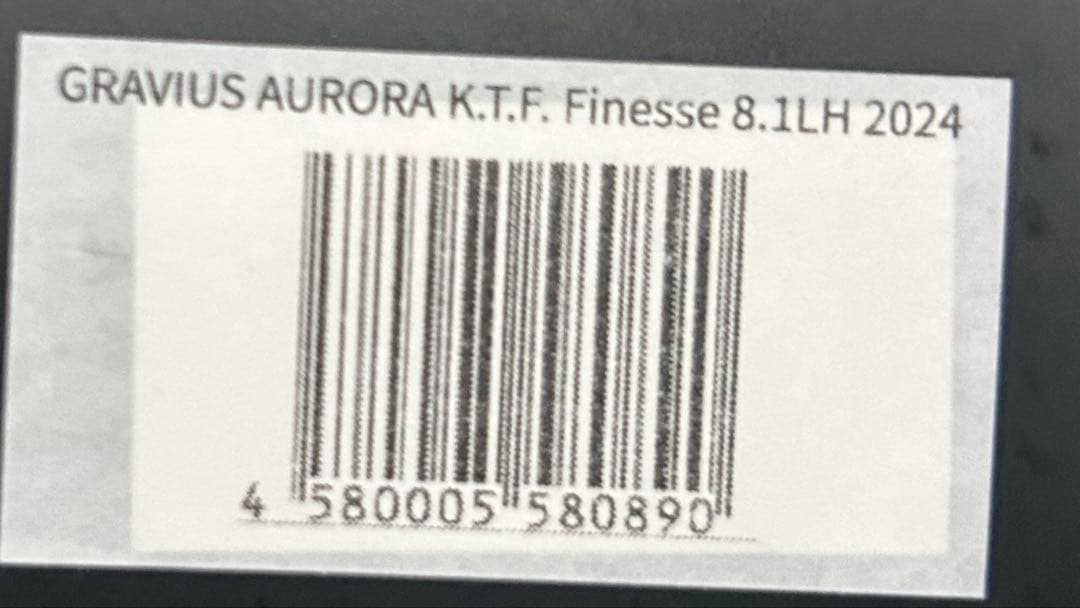 GRAVIUS AURORA K.T.F. Finesse 8.1LH 2024
4 580005 580890